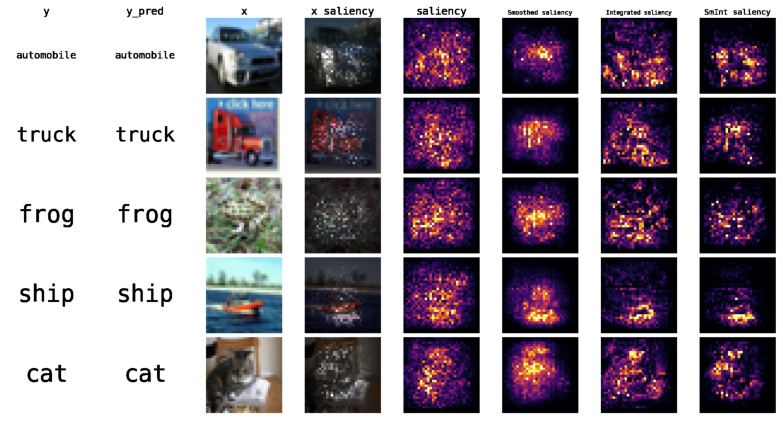 y y_pred x x saliency saliency Smoothed saliency Integrated saliency SmInt saliency
automobile automobile
click here
truck truck
frog frog
ship ship
cat cat